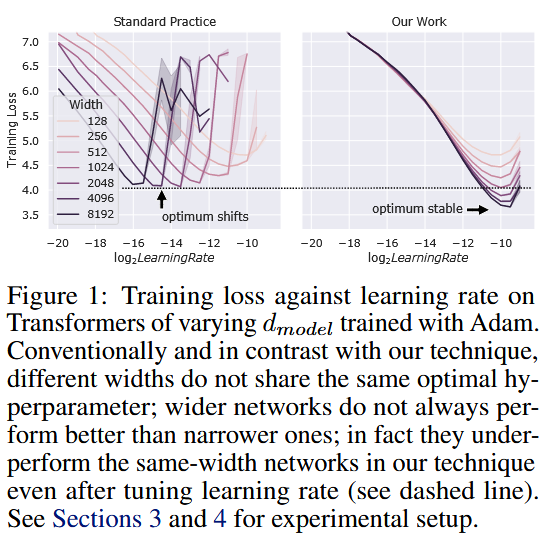 Standard Practice
Our Work
7.0
6.5
6.0
5.5
5.0
4.5
4.0
3.5
Training Loss
Width
128
256
512
1024
2048
4096
8192
optimum shifts
−20 −18 −16 −14 −12 −10
log₂LearningRate
optimum stable
−20 −18 −16 −14 −12 −10
log₂LearningRate
Figure 1: Training loss against learning rate on
Transformers of varying d_model trained with Adam.
Conventionally and in contrast with our technique,
different widths do not share the same optimal hy-
perparameter; wider networks do not always per-
form better than narrower ones; in fact they under-
perform the same-width networks in our technique
even after tuning learning rate (see dashed line).
See Sections 3 and 4 for experimental setup.